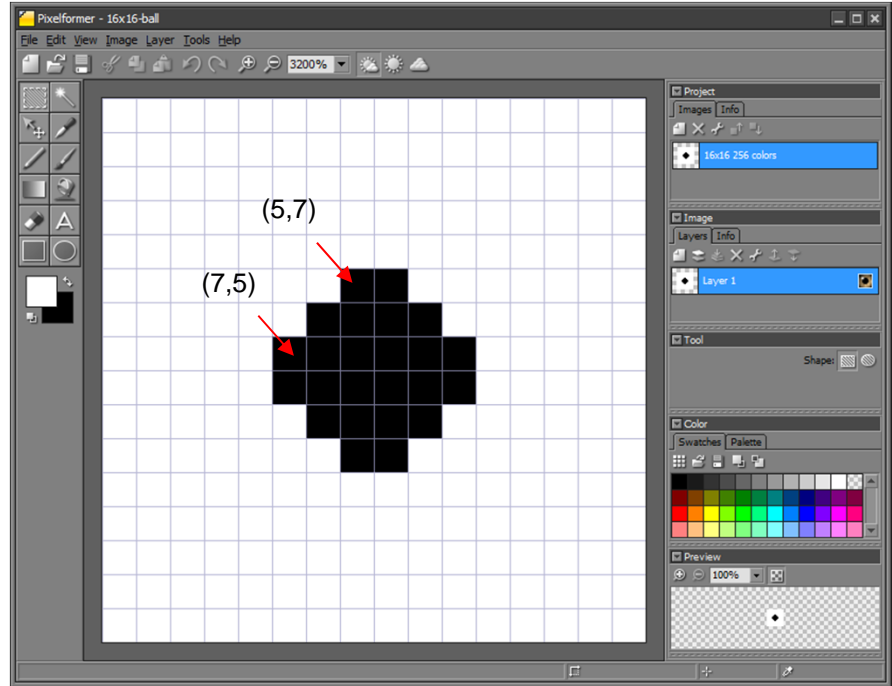 Pixelformer - 16x16-ball
File Edit View Image Layer Tools Help
3200%
Project
Images Info
16x16 256 colors
Image
Layers Info
Layer 1
Tool
Shape:
Color
Swatches Palette
Preview
100%
(5,7)
(7,5)
A